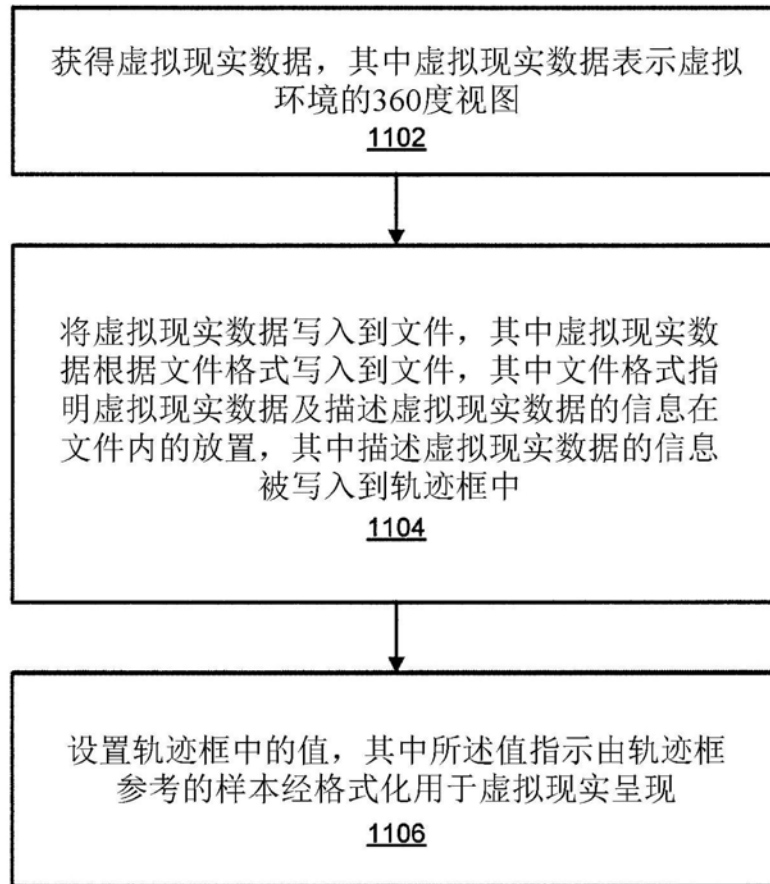 获得虚拟现实数据，其中虚拟现实数据表示虚拟
环境的360度视图
1102
将虚拟现实数据写入到文件，其中虚拟现实数
据根据文件格式写入到文件，其中文件格式指
明虚拟现实数据及描述虚拟现实数据的信息在
文件内的放置，其中描述虚拟现实数据的信息
被写入到轨迹框中
1104
设置轨迹框中的值，其中所述值指示由轨迹框
参考的样本经格式化用于虚拟现实呈现
1106